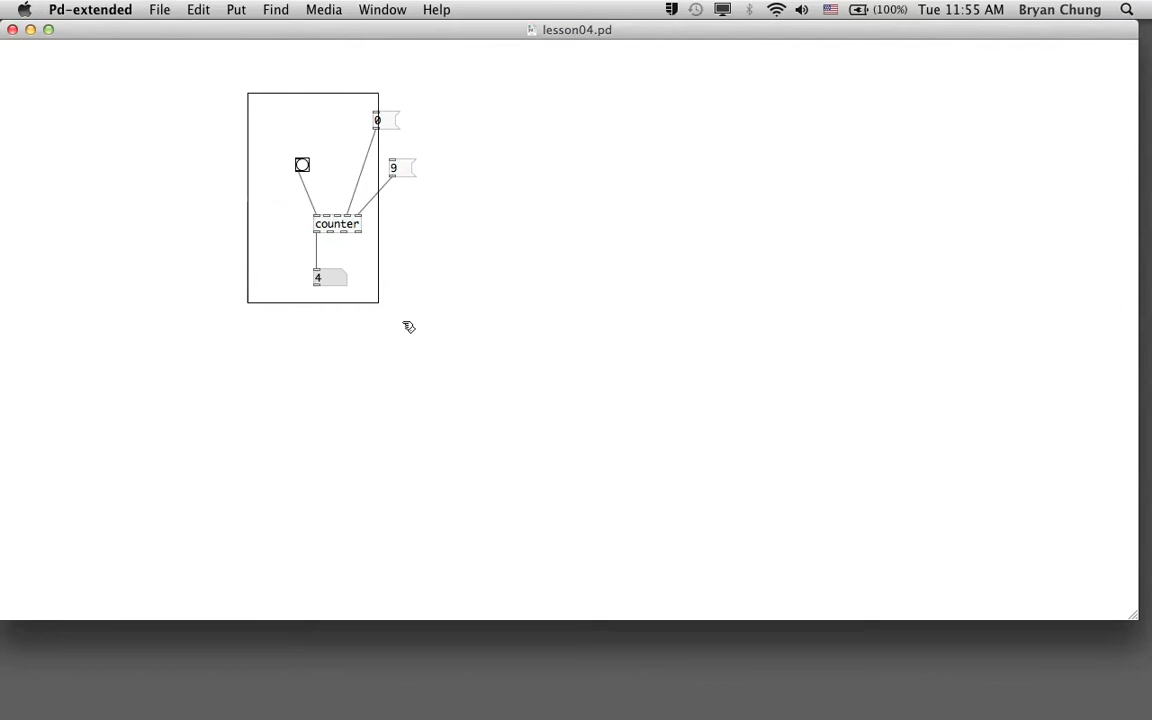 Pd-extended File Edit Put Find Media Window Help (100%) Tue 11:55 AM Bryan Chung
lesson04.pd
0
9
counter
4